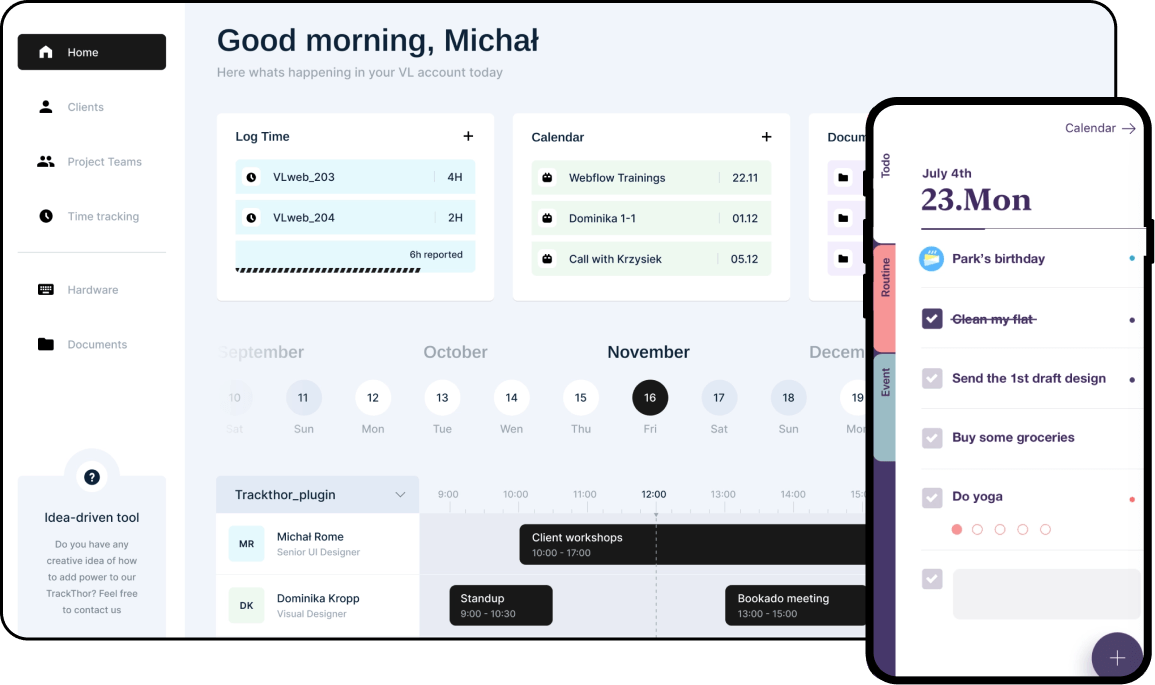 Home
Clients
Project Teams
Time tracking
Hardware
Documents
?
Idea-driven tool
Do you have any
creative idea of how
to add power to our
TrackThor? Feel free
to contact us
Good morning, Michał
Here whats happening in your VL account today
Log Time +
VLweb_203 4H
VLweb_204 2H
6h reported
Calendar +
Webflow Trainings 22.11
Dominika 1-1 01.12
Call with Krzysiek 05.12
Docum
September October November Decem
10 11 12 13 14 15 16 17 18 19
Sat Sun Mon Tue Wen Thu Fri Sat Sun Mon
Trackthor_plugin 9:00 10:00 11:00 12:00 13:00 14:00 15:0
MR Michał Rome
Senior UI Designer
Client workshops
10:00 - 17:00
DK Dominika Kropp
Visual Designer
Standup
9:00 - 10:30
Bookado meeting
13:00 - 15:00
Calendar →
Todo
Routine
Event
July 4th
23.Mon
Park's birthday
Clean my flat
Send the 1st draft design
Buy some groceries
Do yoga
+